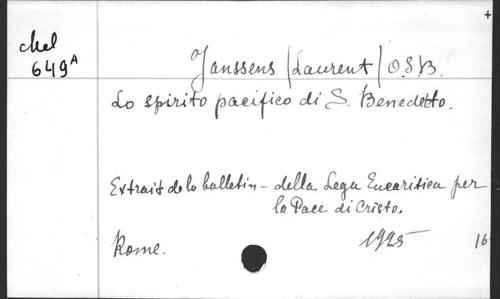 +
chel
649A
Janssens /Laurent/ O.S.B.
Lo spirito pacifico di S. Benedetto.
Extrait de la bulletin - della Lega Eucaritica per
la Pace di Cristo.
Rome. 1925 16